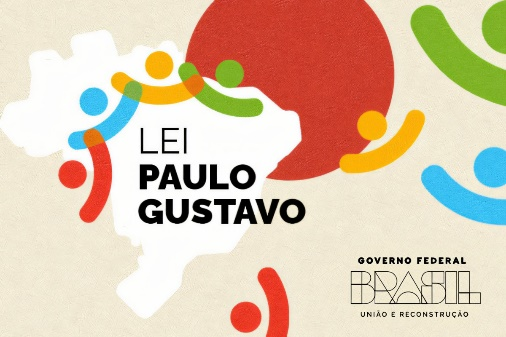 LEI
PAULO
GUSTAVO
GOVERNO FEDERAL
BRASIL
UNIÃO E RECONSTRUÇÃO